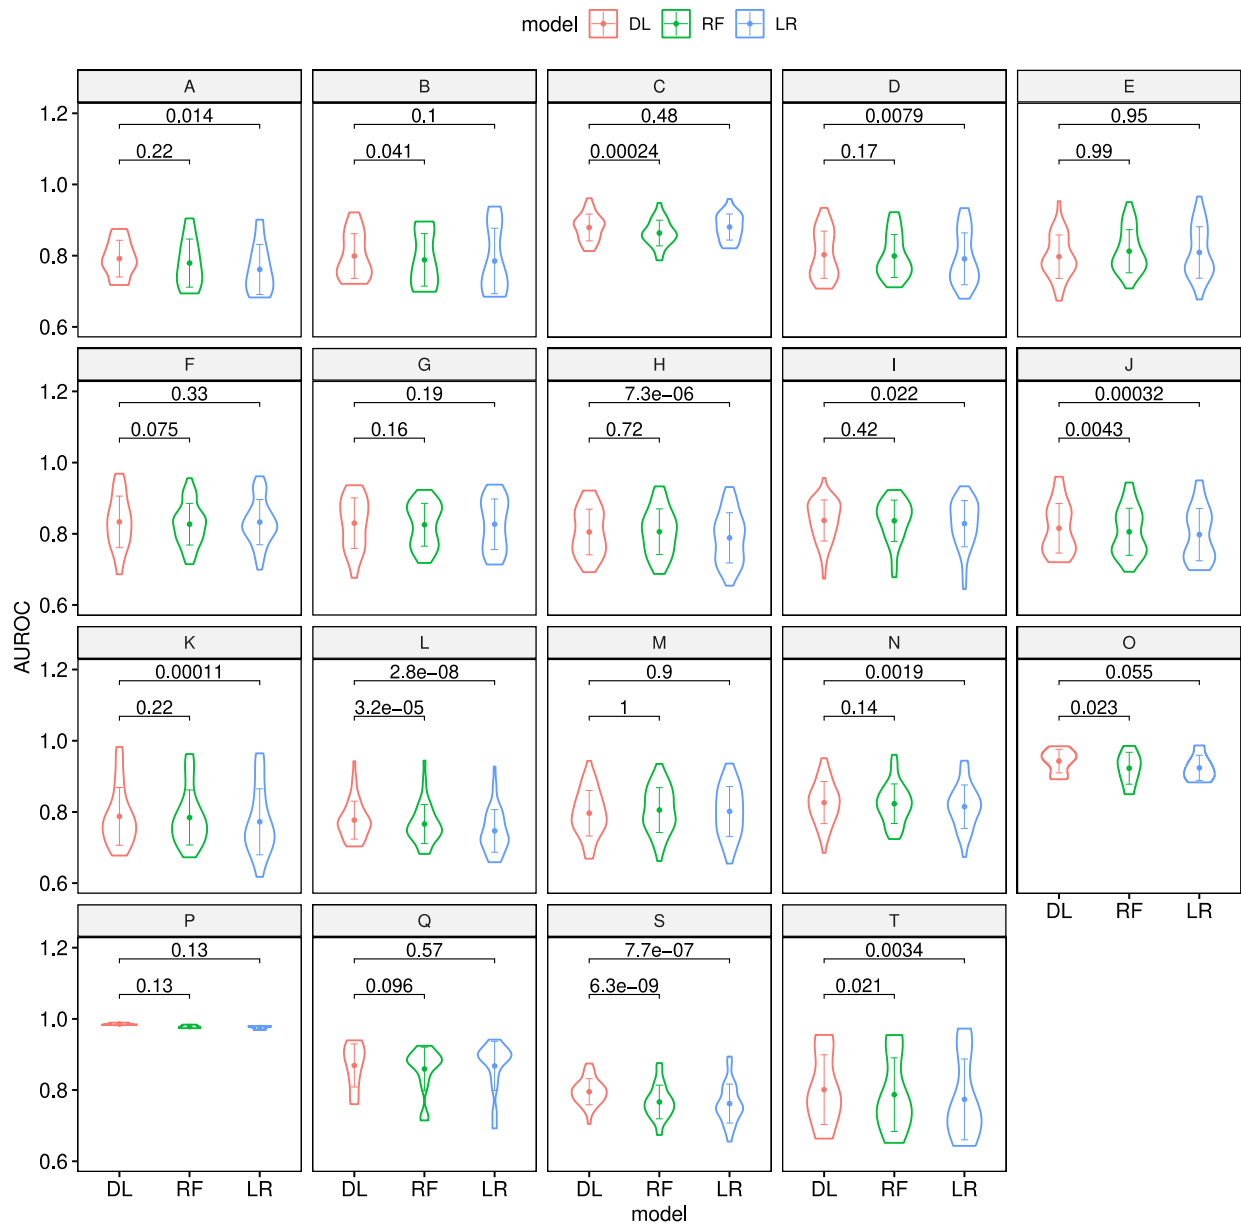 model DL RF LR
A B C D E
1.2
0.014 0.1 0.48 0.0079 0.95
0.22 0.041 0.00024 0.17 0.99
1.0
0.8
0.6
F G H I J
1.2
0.33 0.19 7.3e−06 0.022 0.00032
0.075 0.16 0.72 0.42 0.0043
1.0
0.8
0.6
AUROC
K L M N O
1.2
0.00011 2.8e−08 0.9 0.0019 0.055
0.22 3.2e−05 1 0.14 0.023
1.0
0.8
0.6
DL RF LR
P Q S T
1.2
0.13 0.57 7.7e−07 0.0034
0.13 0.096 6.3e−09 0.021
1.0
0.8
0.6
DL RF LR DL RF LR DL RF LR DL RF LR
model